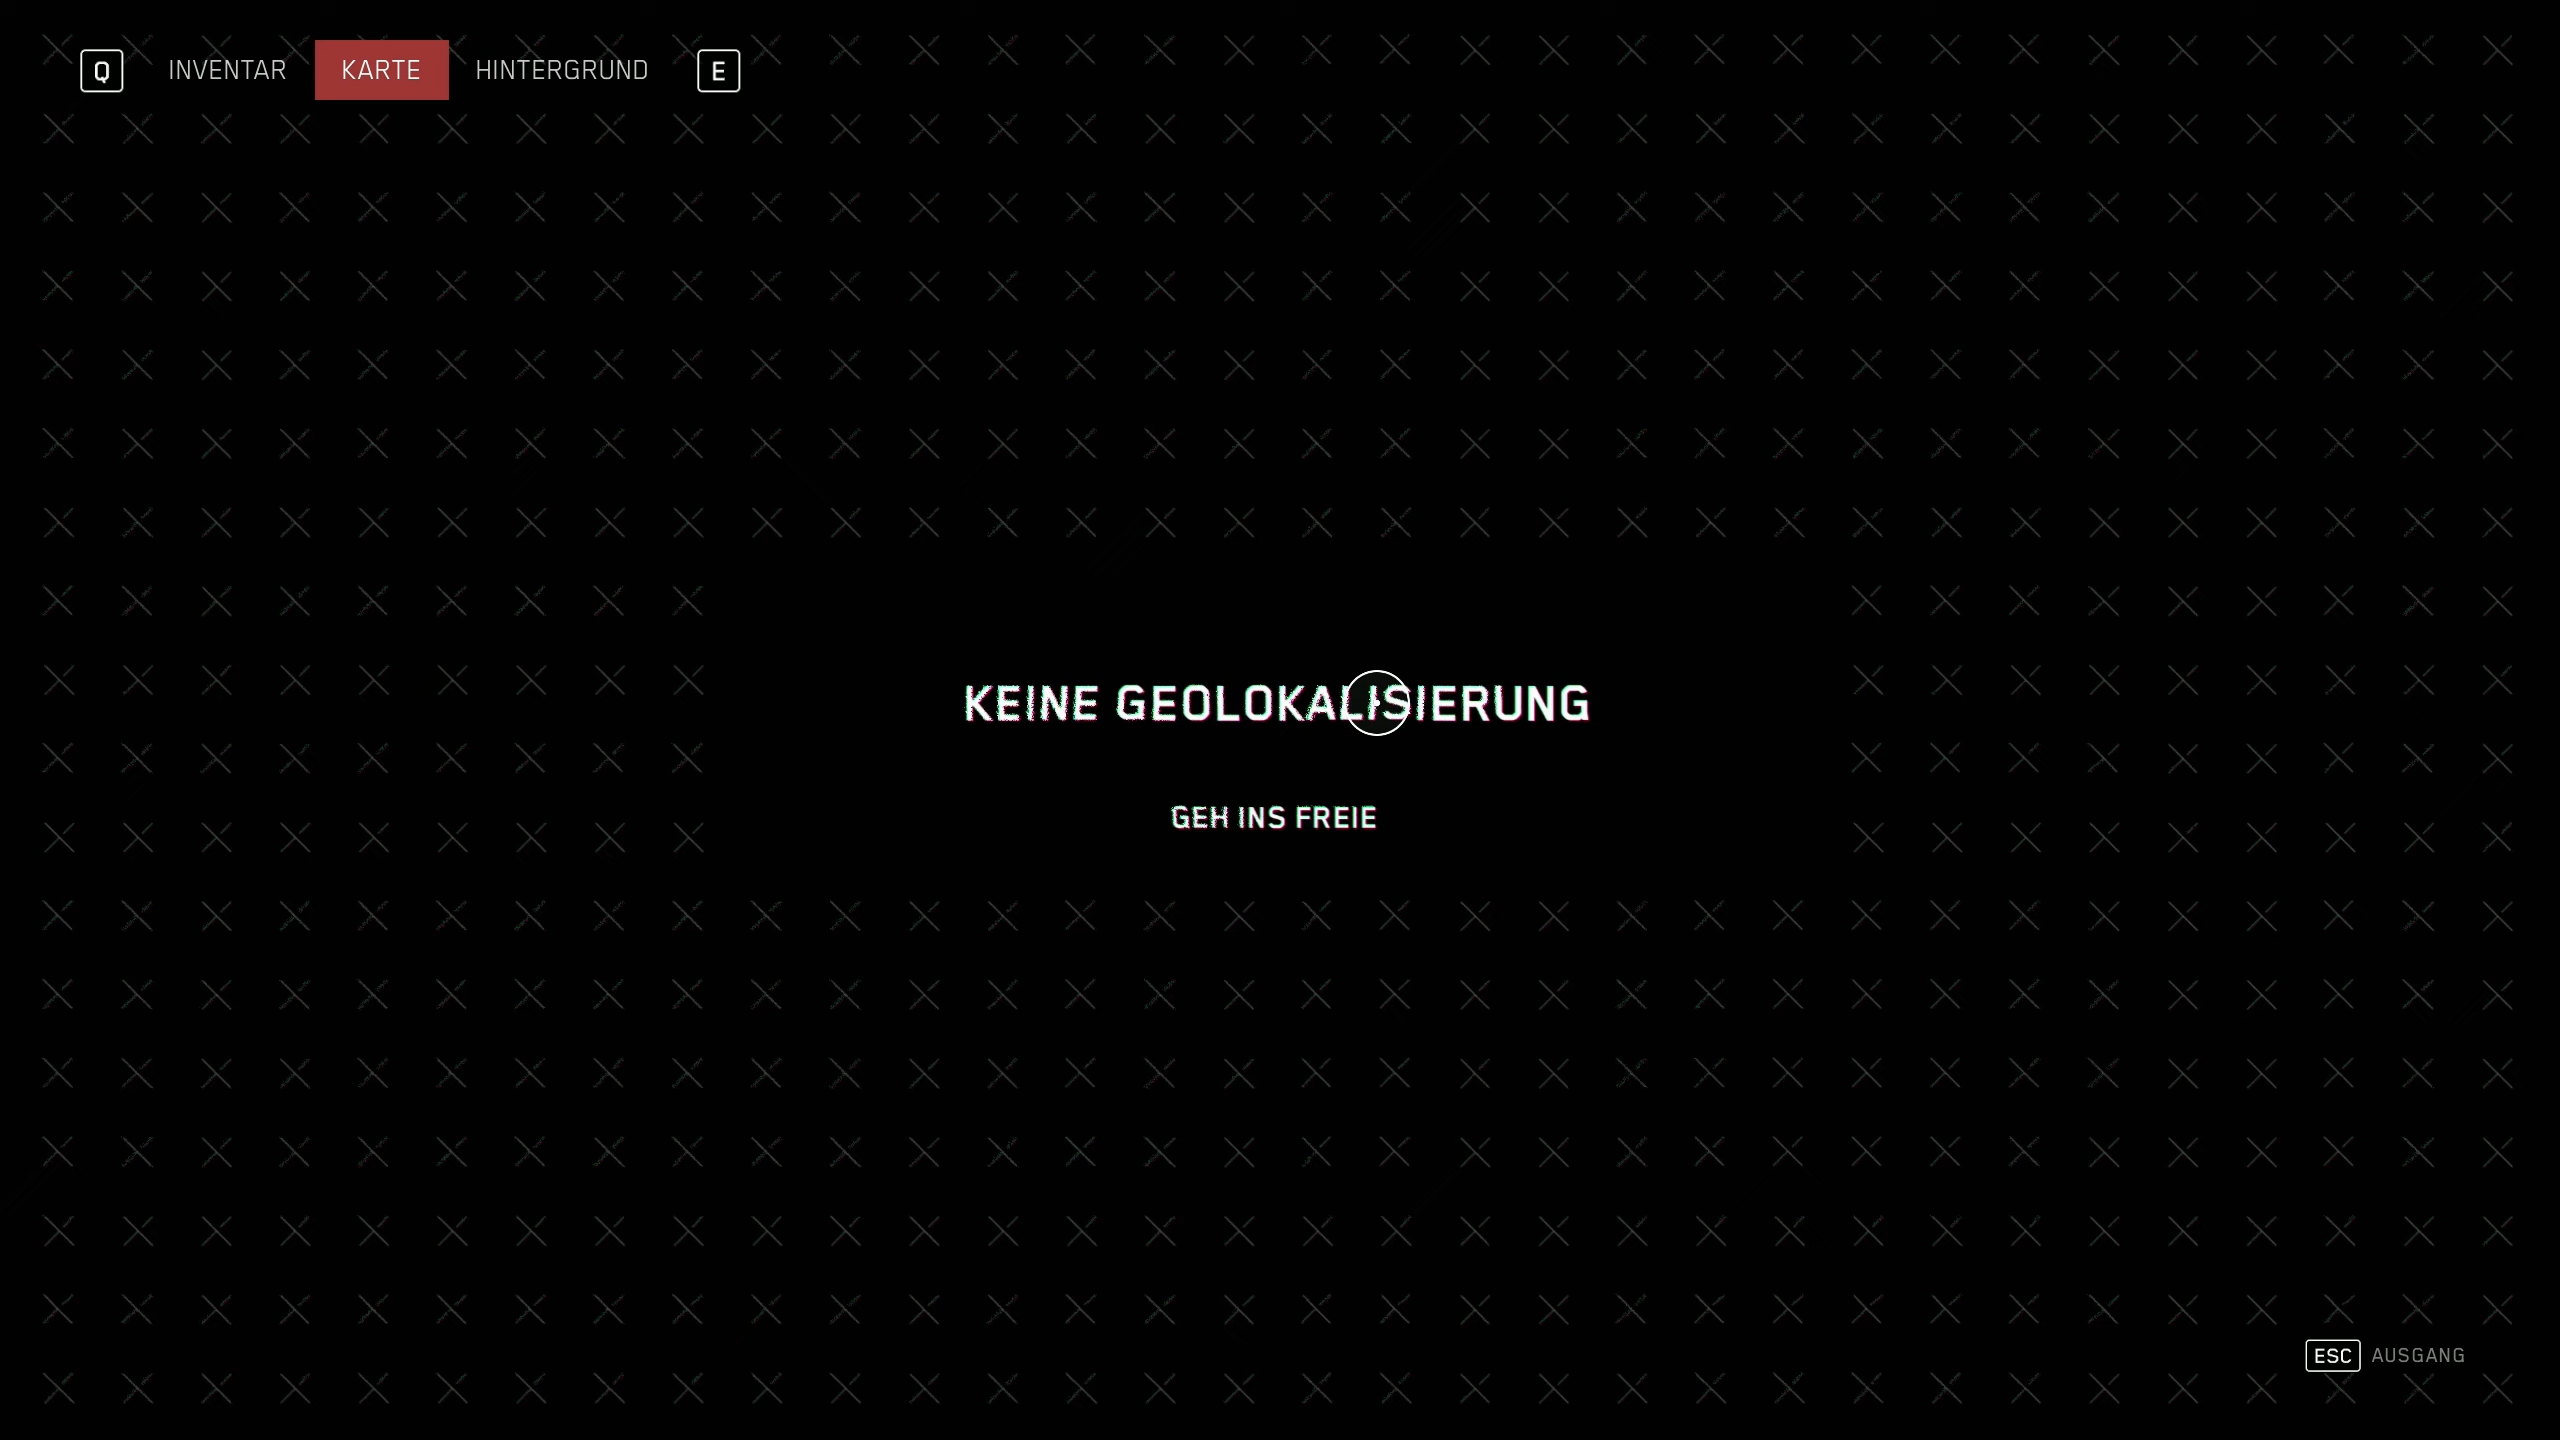 Q INVENTAR KARTE HINTERGRUND E
KEINE GEOLOKALISIERUNG
GEH INS FREIE
ESC AUSGANG